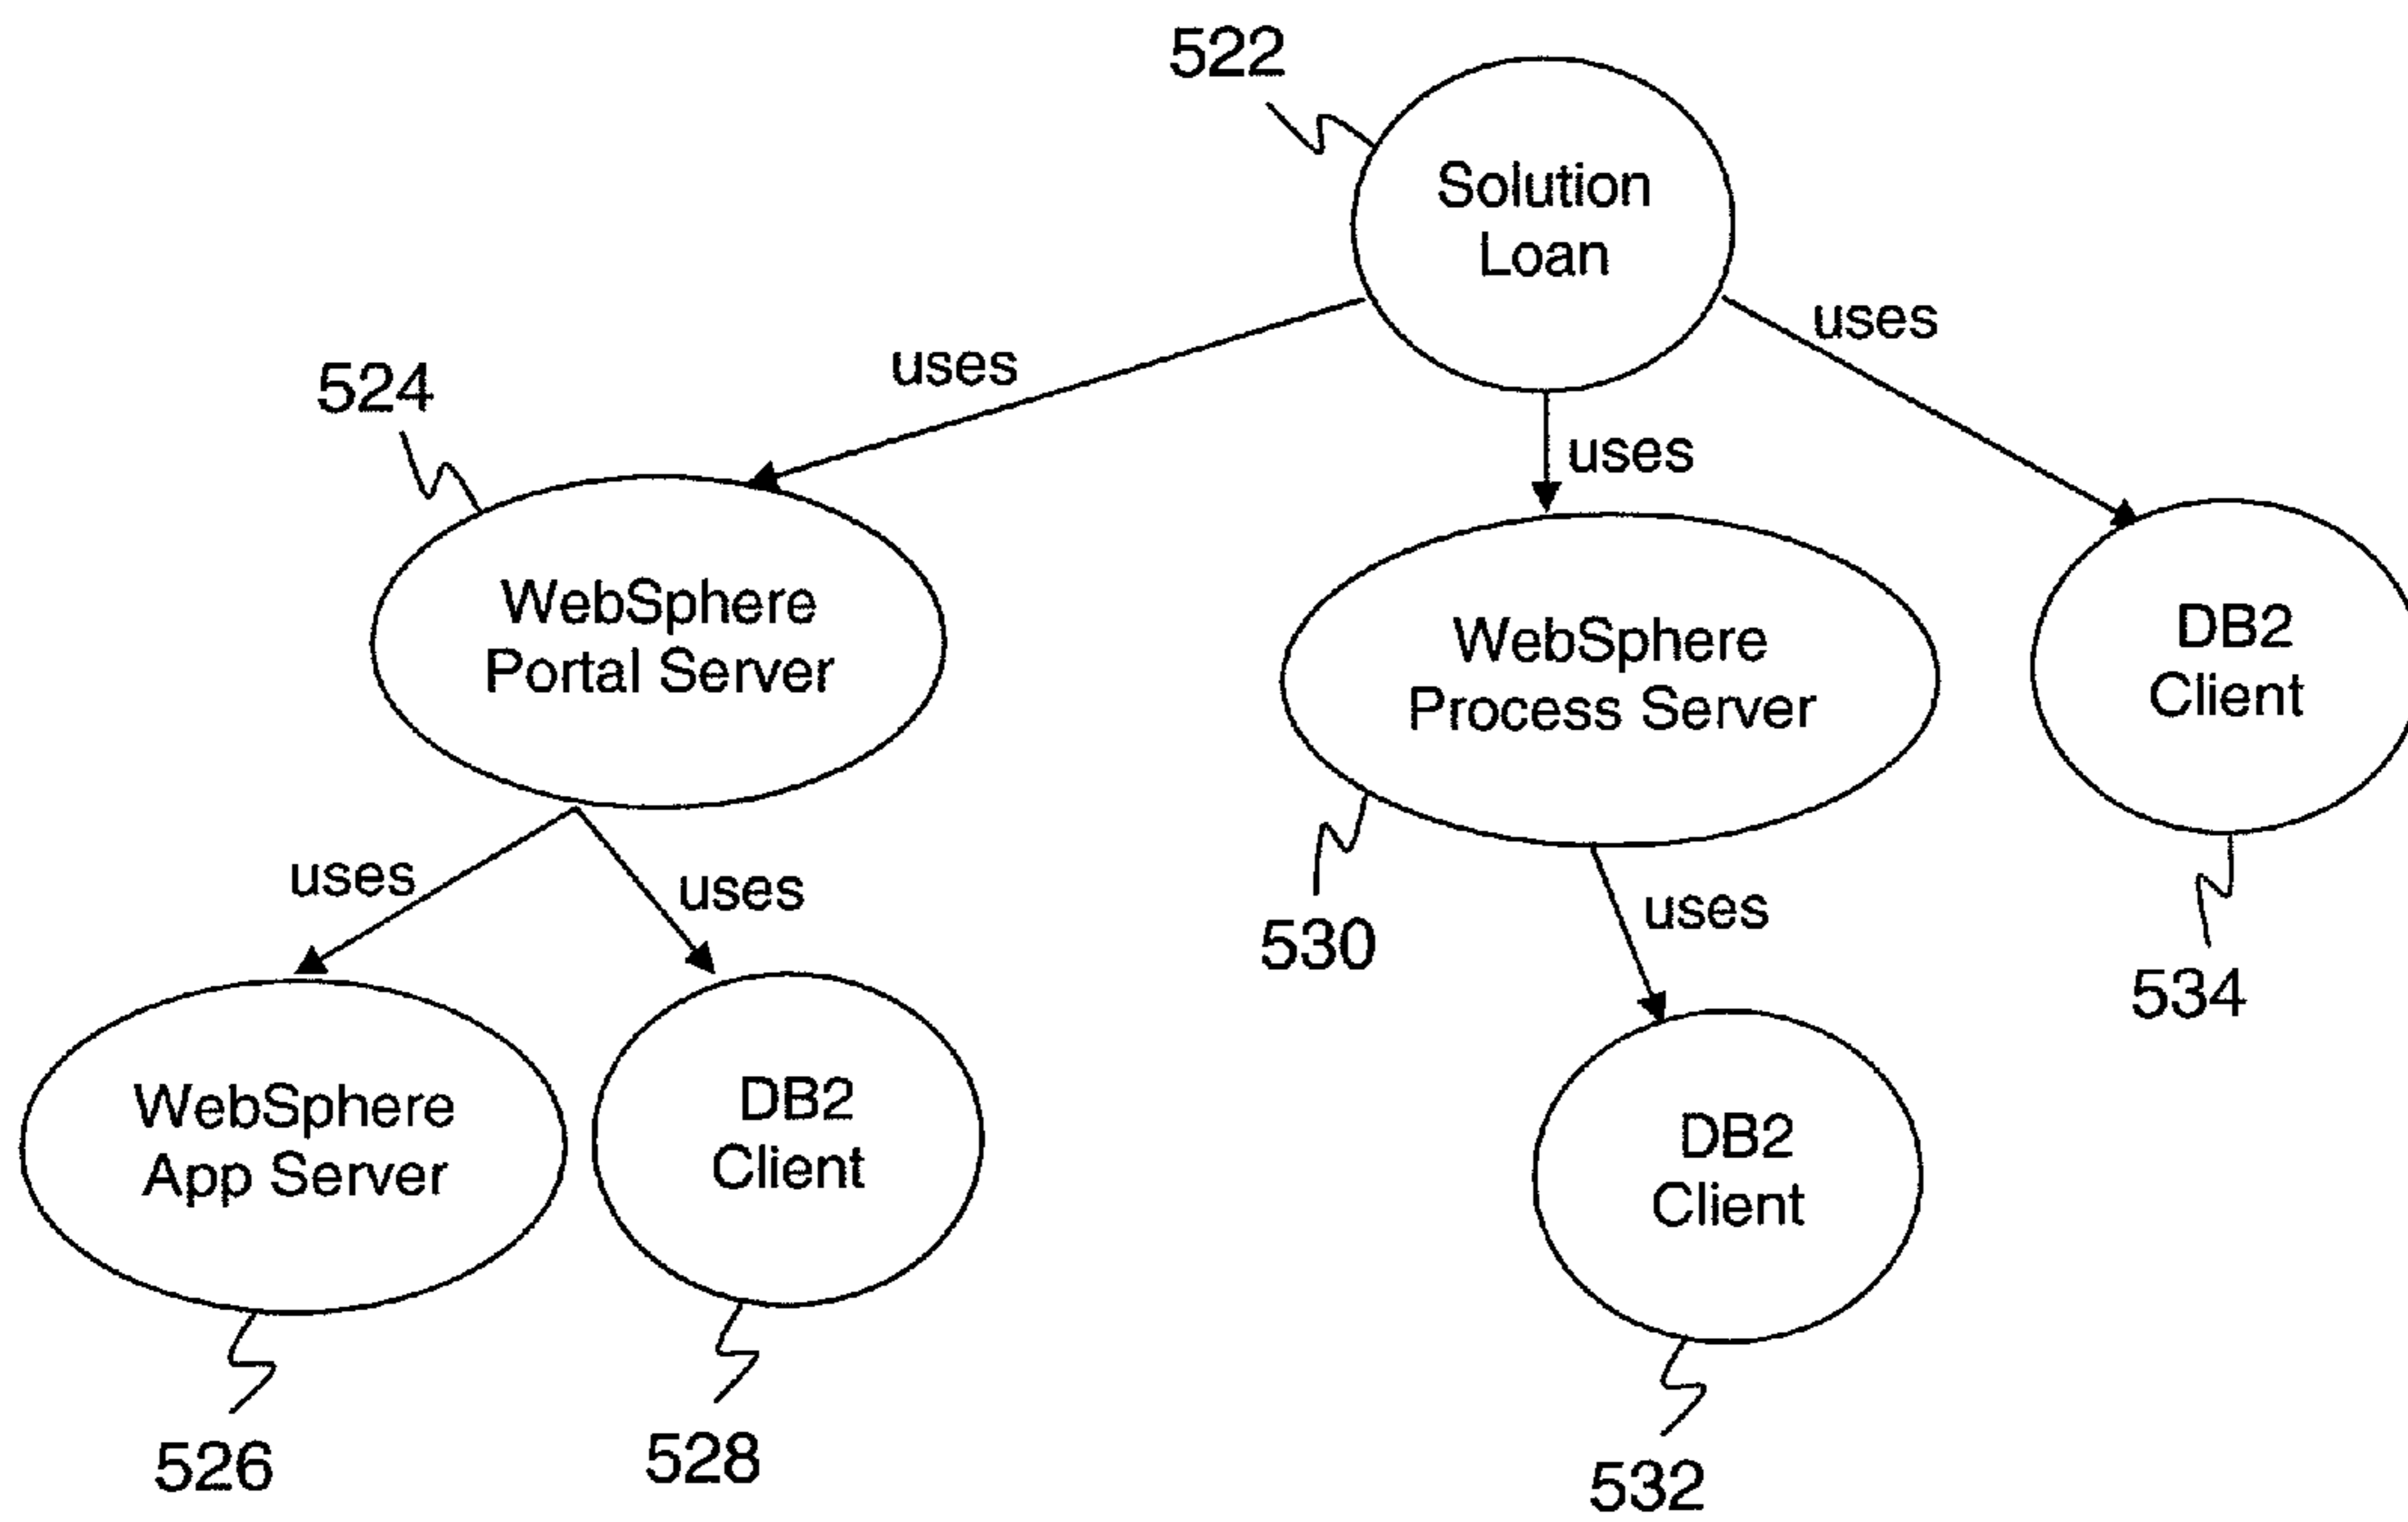 522
Solution
Loan
uses
uses
uses
524
WebSphere
Portal Server
WebSphere
Process Server
DB2
Client
uses
uses
uses
530
534
WebSphere
App Server
DB2
Client
DB2
Client
526
528
532